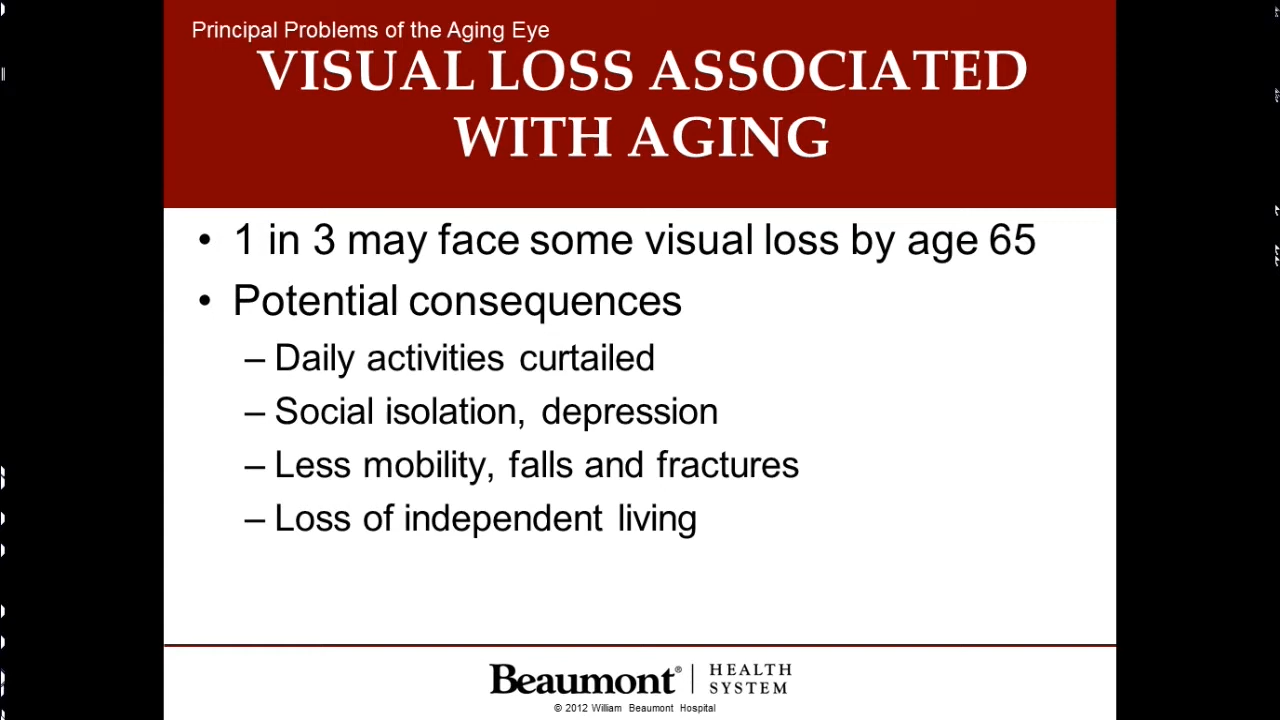 Principal Problems of the Aging Eye
VISUAL LOSS ASSOCIATED
WITH AGING
• 1 in 3 may face some visual loss by age 65
• Potential consequences
– Daily activities curtailed
– Social isolation, depression
– Less mobility, falls and fractures
– Loss of independent living
Beaumont® | HEALTH
SYSTEM
© 2012 William Beaumont Hospital